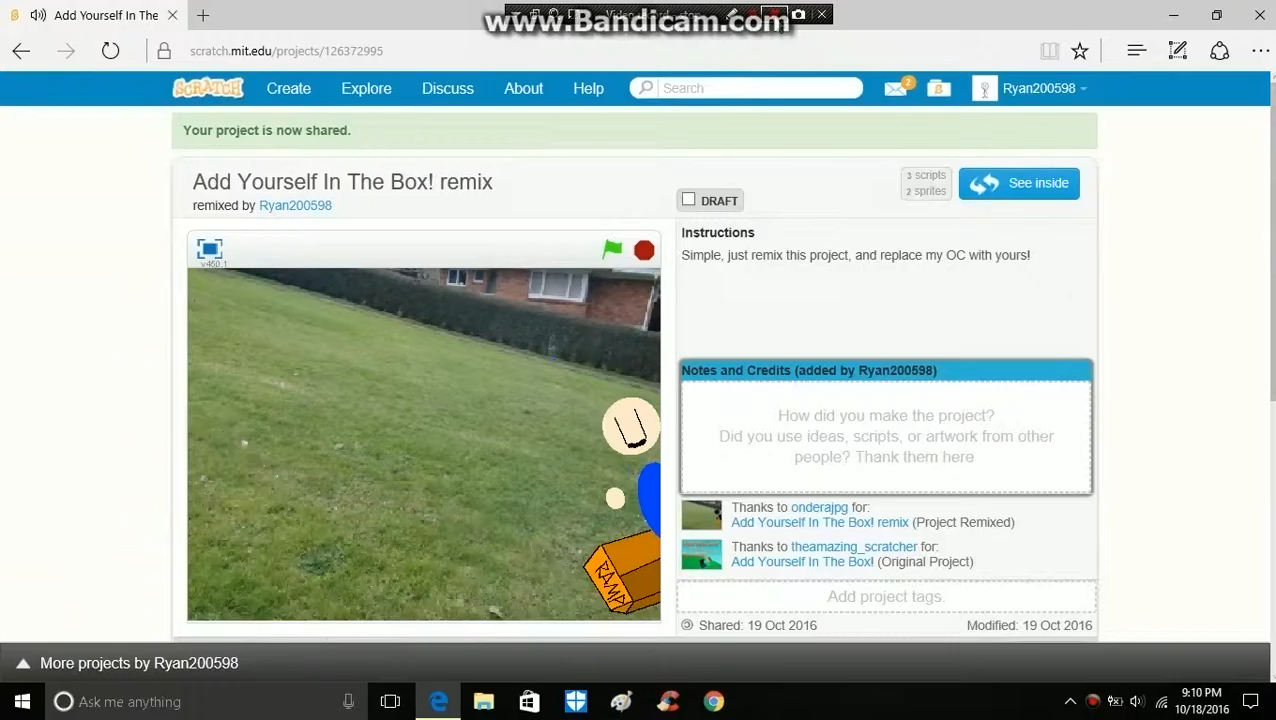 Add Yourself In The
www.Bandicam.com
scratch.mit.edu/projects/126372995
SCRATCH
Create
Explore
Discuss
About
Help
Search
2
Ryan200598
Your project is now shared.
Add Yourself In The Box! remix
remixed by Ryan200598
DRAFT
3 scripts
2 sprites
See inside
v460.1
Instructions
Simple, just remix this project, and replace my OC with yours!
Notes and Credits (added by Ryan200598)
How did you make the project?
Did you use ideas, scripts, or artwork from other
people? Thank them here
RAMP
Thanks to onderajpg for:
Add Yourself In The Box! remix (Project Remixed)
Thanks to theamazing_scratcher for:
Add Yourself In The Box! (Original Project)
Add project tags.
Shared: 19 Oct 2016
Modified: 19 Oct 2016
More projects by Ryan200598
Ask me anything
9:10 PM
10/18/2016